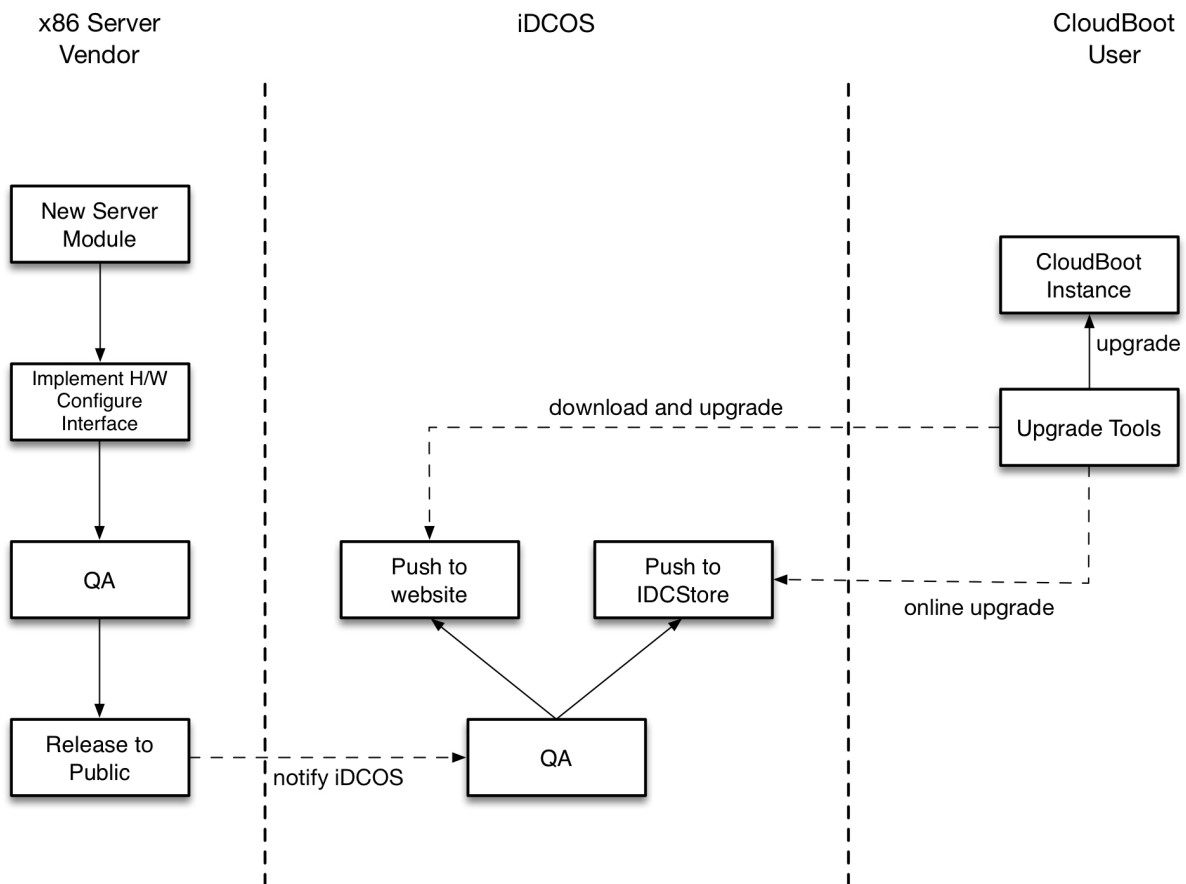 x86 Server
Vendor
iDCOS
CloudBoot
User
New Server
Module
CloudBoot
Instance
upgrade
Implement H/W
Configure
Interface
download and upgrade
Upgrade Tools
QA
Push to
website
Push to
IDCStore
online upgrade
Release to
Public
notify iDCOS
QA